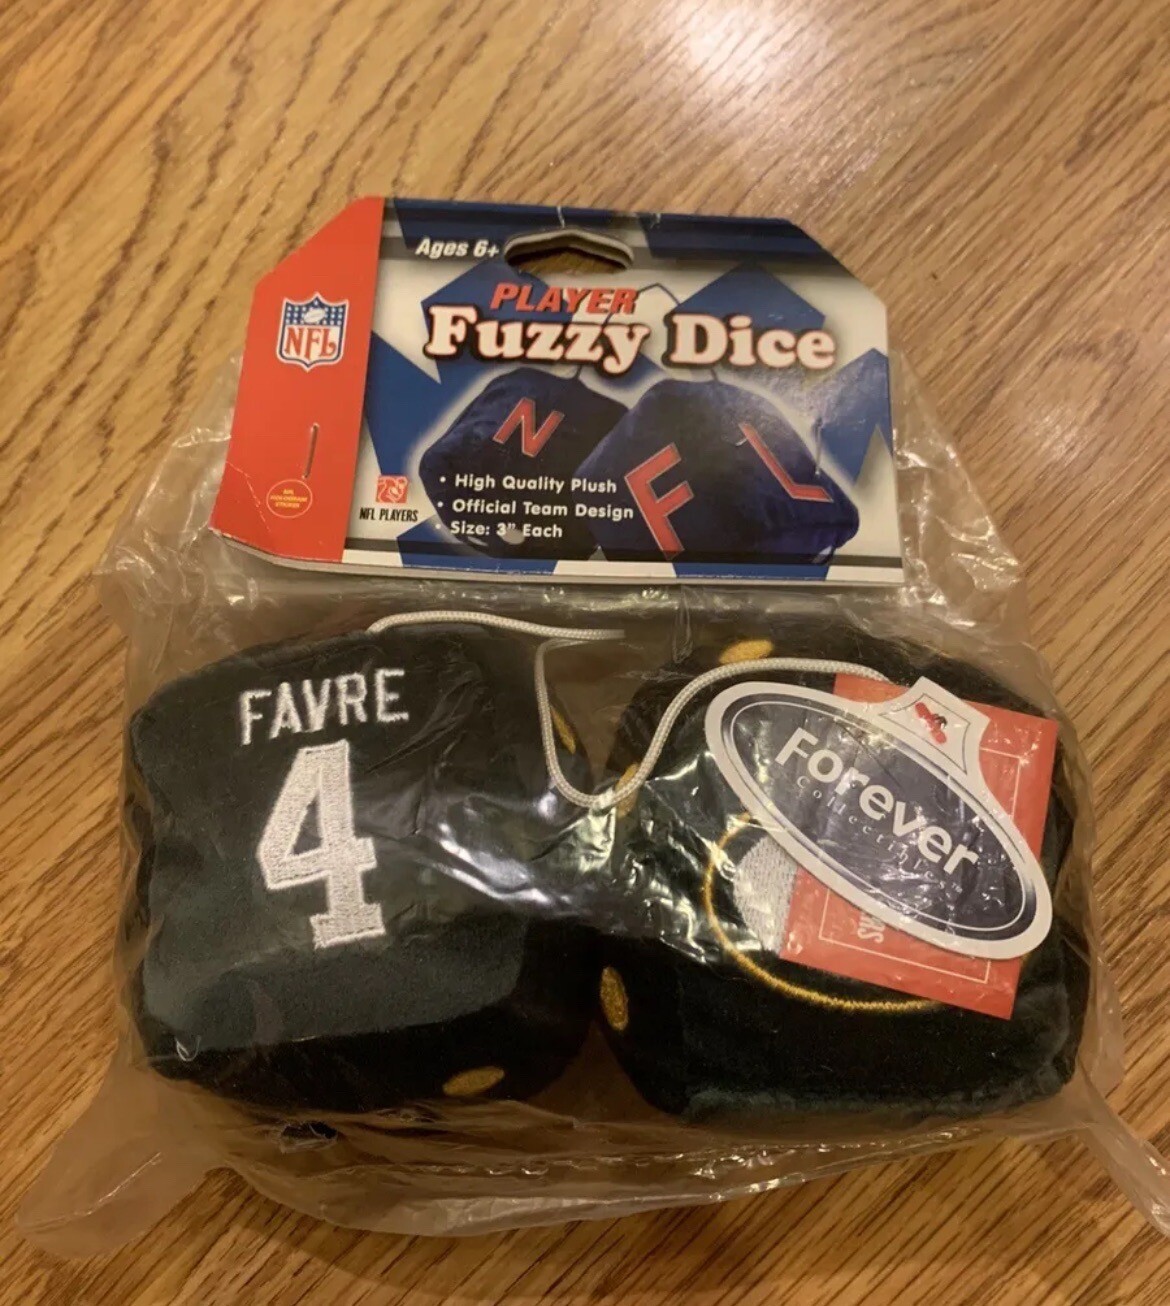 Ages 6+
PLAYER
Fuzzy Dice
NFL
N
F
L
• High Quality Plush
• Official Team Design
• Size: 3" Each
NFL PLAYERS
FAVRE
4
Forever
Collectibles™